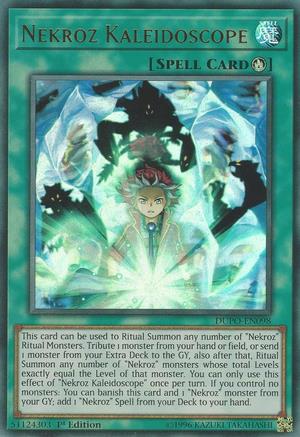 NEKROZ KALEIDOSCOPE
SPELL
魔
[SPELL CARD]
DUPO-EN098
This card can be used to Ritual Summon any number of "Nekroz"
Ritual Monsters. Tribute 1 monster from your hand or field, or send
1 monster from your Extra Deck to the GY, also after that, Ritual
Summon any number of "Nekroz" monsters whose total Levels
exactly equal the Level of that monster. You can only use this
effect of "Nekroz Kaleidoscope" once per turn. If you control no
monsters: You can banish this card and 1 "Nekroz" monster from
your GY; add 1 "Nekroz" Spell from your Deck to your hand.
51124303 1st Edition ©1996 KAZUKI TAKAHASHI